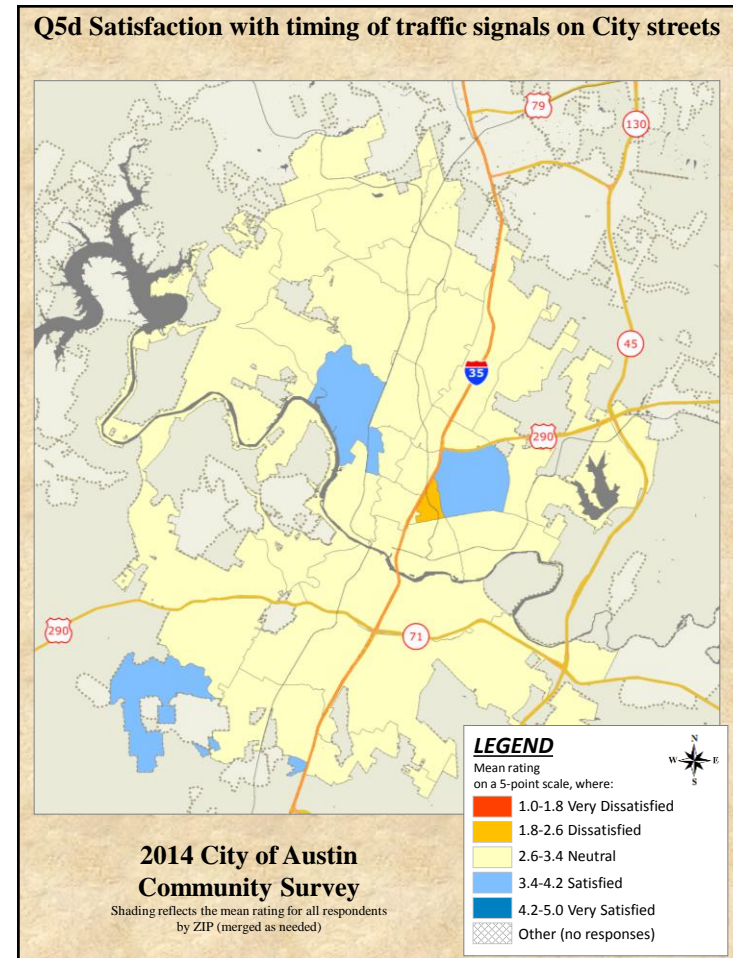 Q5d Satisfaction with timing of traffic signals on City streets
79
130
45
35
290
290
71
LEGEND
Mean rating
on a 5-point scale, where:
N
W E
S
1.0-1.8 Very Dissatisfied
1.8-2.6 Dissatisfied
2.6-3.4 Neutral
3.4-4.2 Satisfied
4.2-5.0 Very Satisfied
Other (no responses)
2014 City of Austin
Community Survey
Shading reflects the mean rating for all respondents
by ZIP (merged as needed)